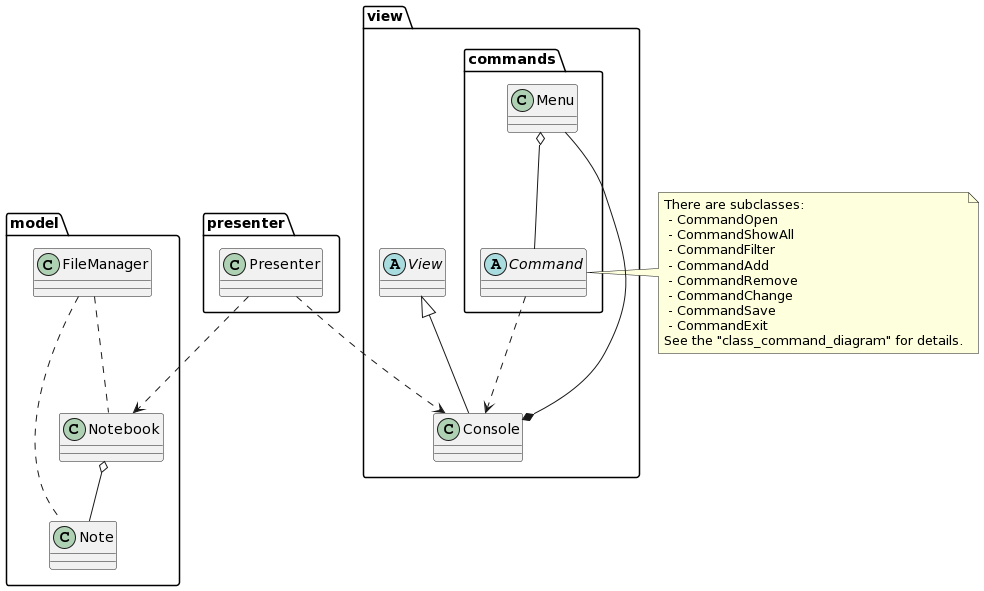 view
commands
C Menu
model
presenter
C FileManager
C Presenter
A View
A Command
There are subclasses:
- CommandOpen
- CommandShowAll
- CommandFilter
- CommandAdd
- CommandRemove
- CommandChange
- CommandSave
- CommandExit
See the "class_command_diagram" for details.
C Notebook
C Console
C Note